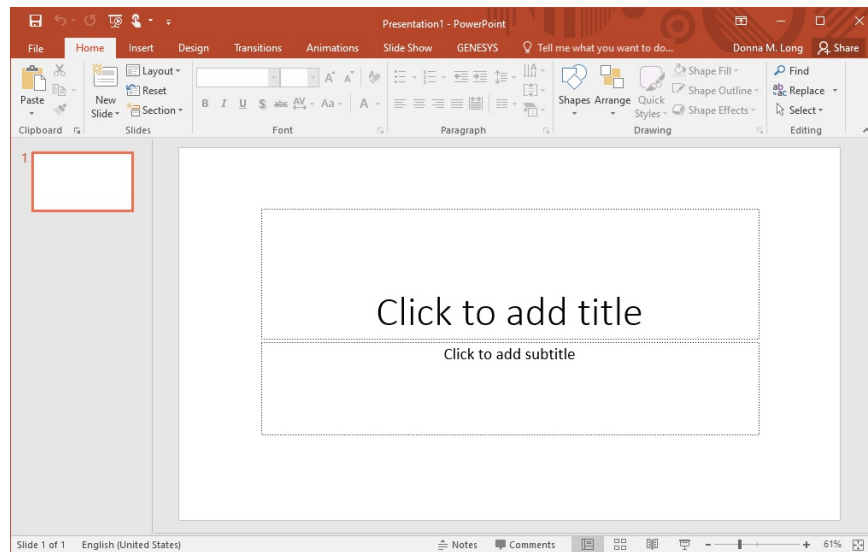 Presentation1 - PowerPoint
File Home Insert Design Transitions Animations Slide Show GENESYS Tell me what you want to do... Donna M. Long Share
Paste
New Slide
Layout
Reset
Section
B I U S abc AV Aa A
A A
Shapes Arrange Quick Styles
Shape Fill
Shape Outline
Shape Effects
Find
Replace
Select
Clipboard Slides Font Paragraph Drawing Editing
1
Click to add title
Click to add subtitle
Slide 1 of 1 English (United States) Notes Comments 61%